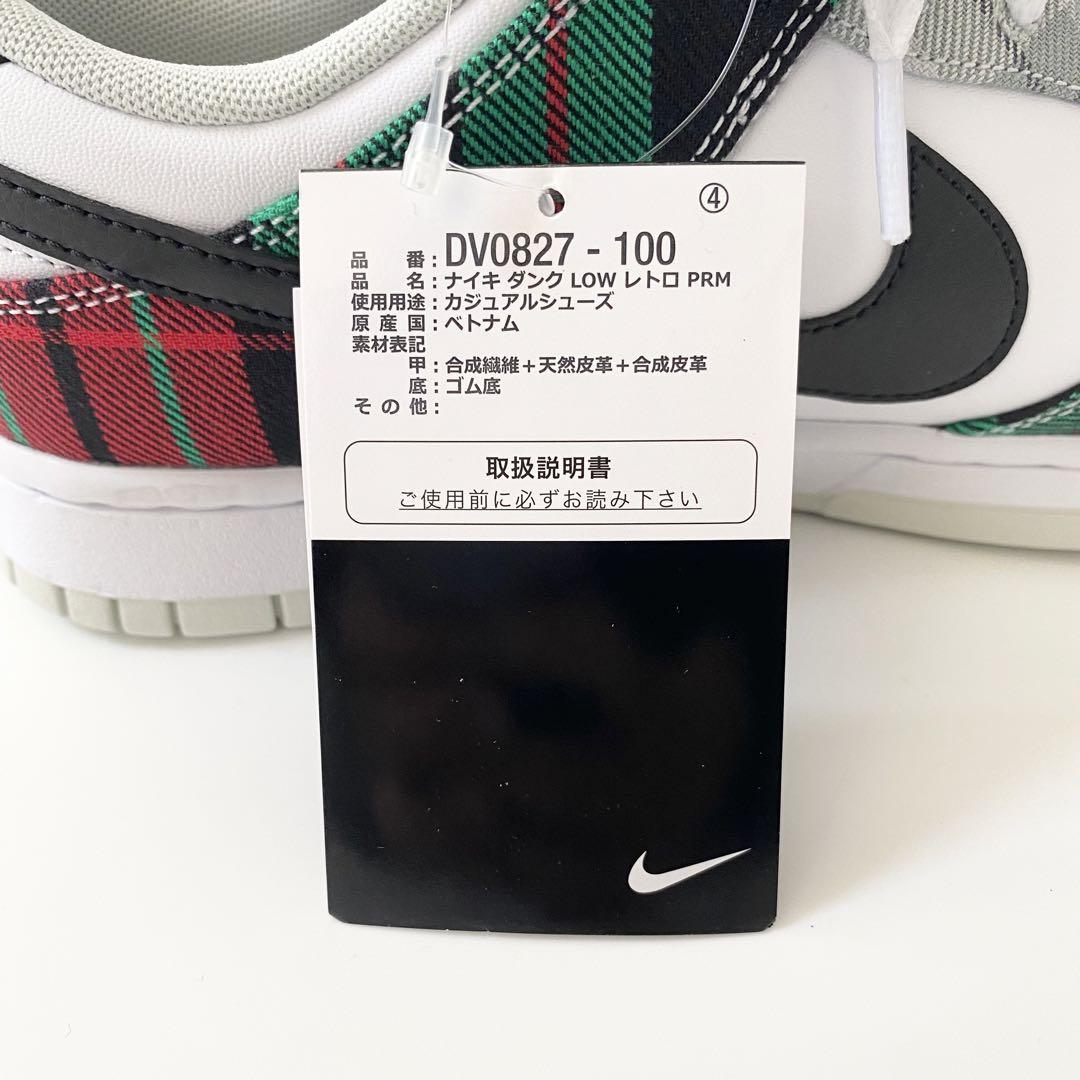 ④
品 番 : DV0827 - 100
品 名 : ナイキ ダンク LOW レトロ PRM
使用用途 : カジュアルシューズ
原 産 国 : ベトナム
素材表記
甲 : 合成繊維＋天然皮革＋合成皮革
底 : ゴム底
そ の 他 :
取扱説明書
ご使用前に必ずお読み下さい